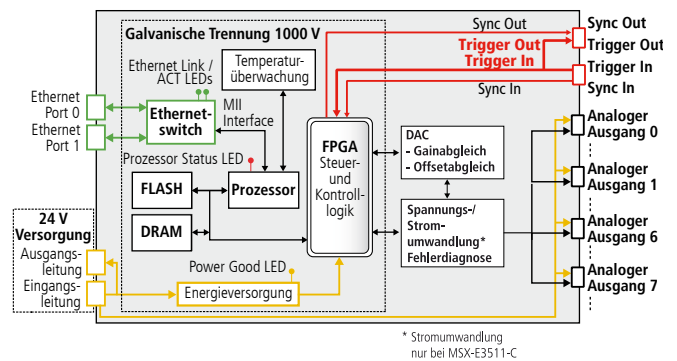 Galvanische Trennung 1000 V
Ethernet Link /
ACT LEDs
Temperatur-
überwachung
Ethernet
Port 0
Ethernet
Port 1
Ethernet-
switch
MII
Interface
Prozessor Status LED
FLASH
Prozessor
DRAM
24 V
Versorgung
Ausgangs-
leitung
Eingangs-
leitung
Power Good LED
Energieversorgung
FPGA
Steuer-
und
Kontroll-
logik
Sync Out
Trigger Out
Trigger In
Sync In
DAC
- Gainabgleich
- Offsetabgleich
Spannungs-/
Strom-
umwandlung*
Fehlerdiagnose
Sync Out
Trigger Out
Trigger In
Sync In
Analoger
Ausgang 0
Analoger
Ausgang 1
Analoger
Ausgang 6
Analoger
Ausgang 7
* Stromumwandlung
nur bei MSX-E3511-C